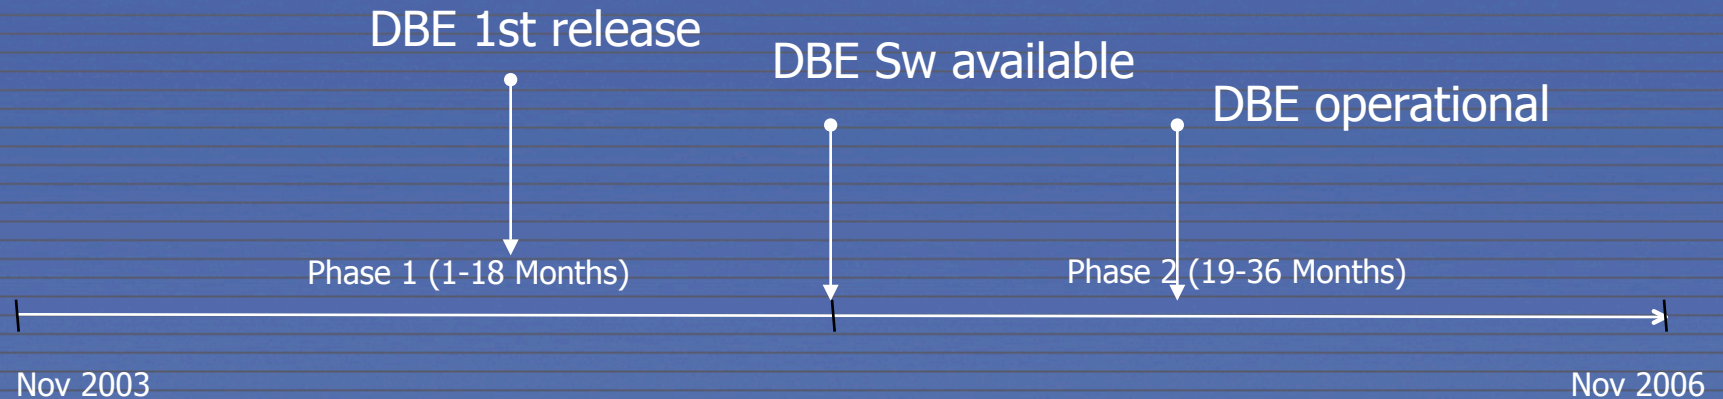 DBE 1st release
DBE Sw available
DBE operational
Phase 1 (1-18 Months)
Phase 2 (19-36 Months)
Nov 2003
Nov 2006